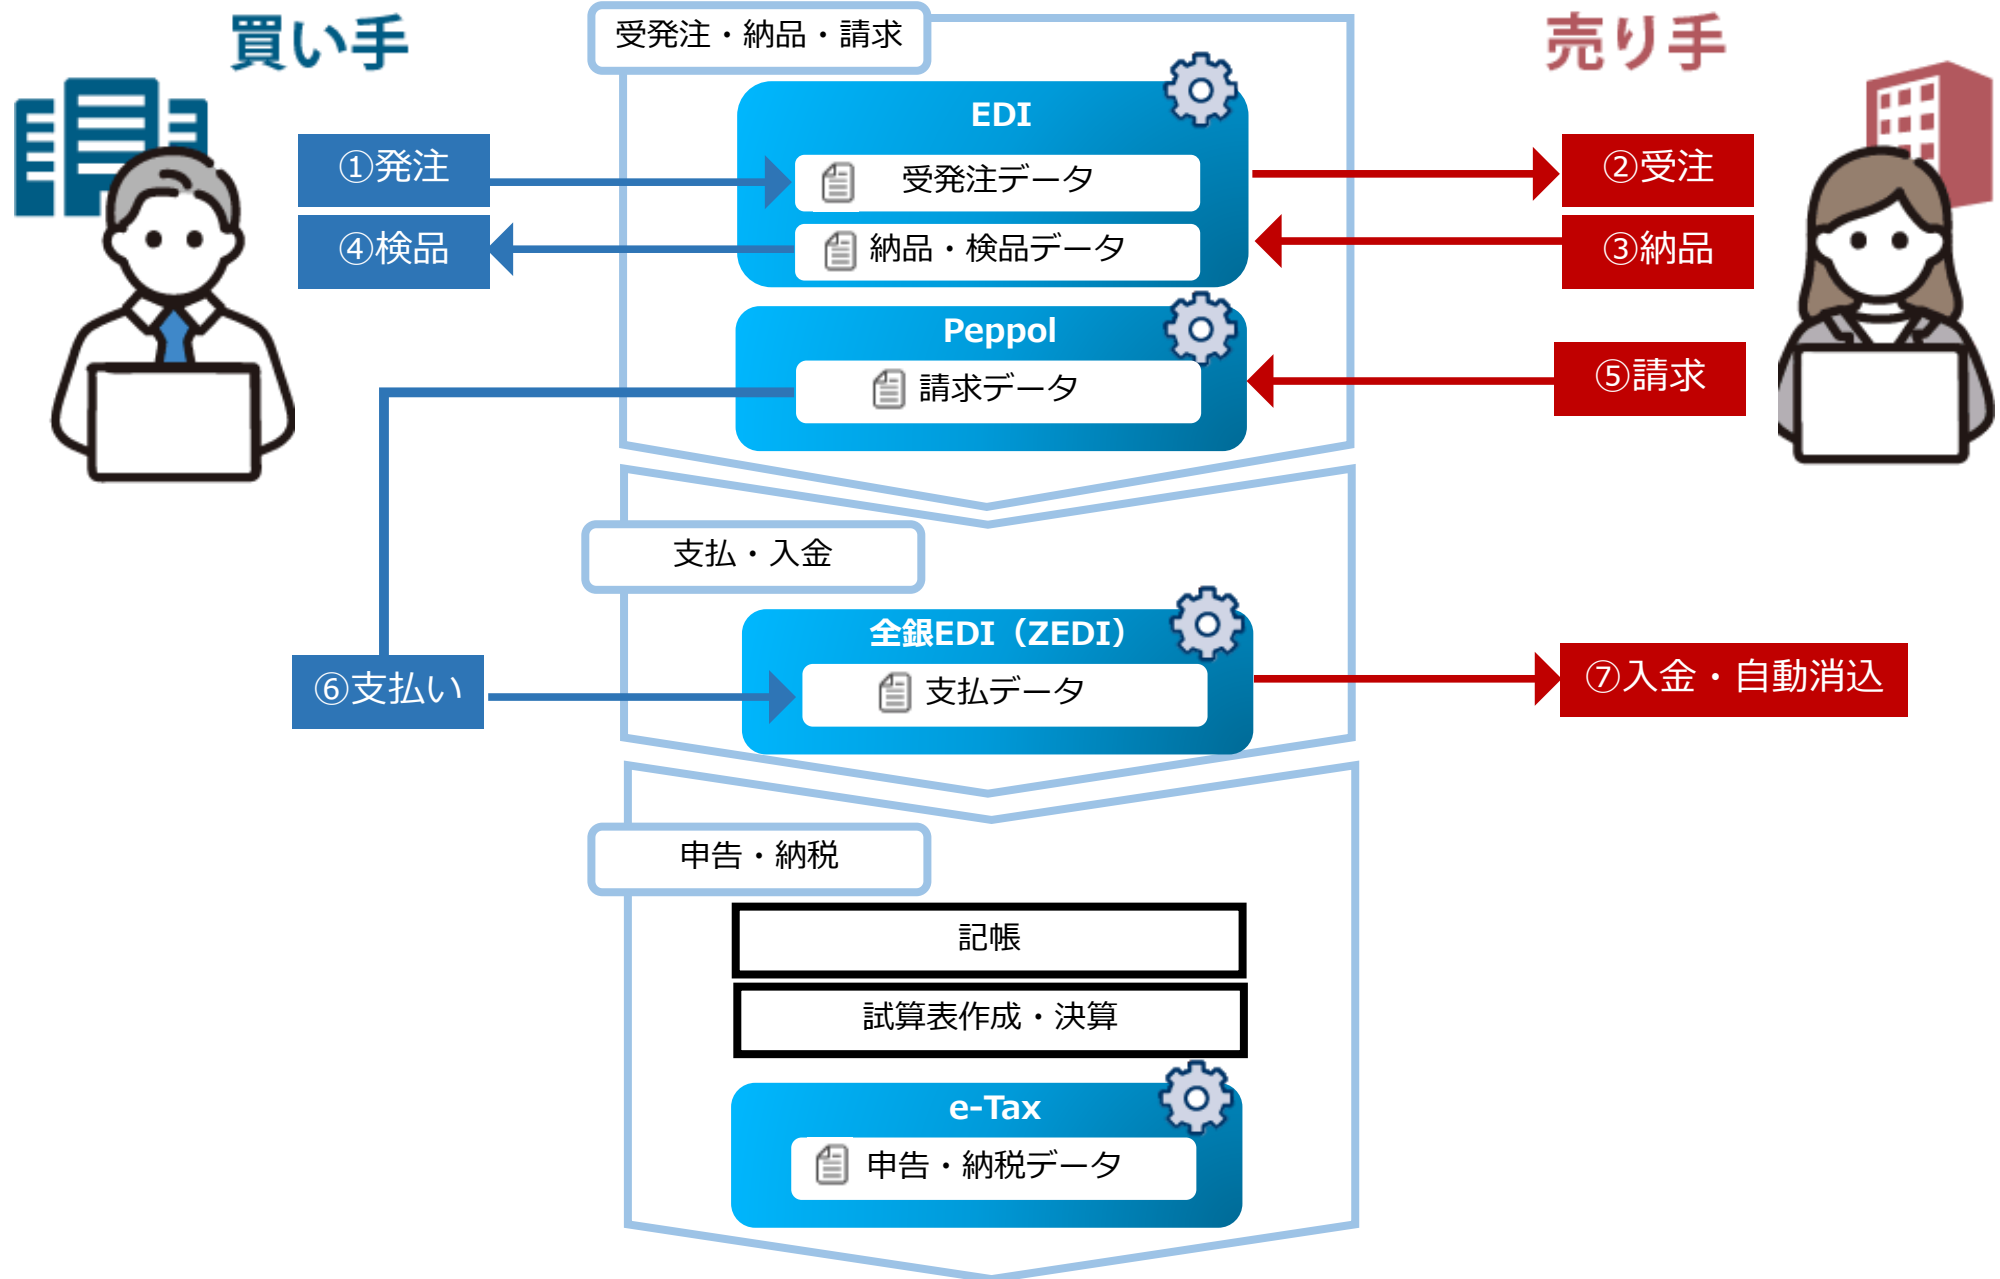 買い手
受発注・納品・請求
売り手
EDI
①発注
受発注データ
②受注
④検品
納品・検品データ
③納品
Peppol
請求データ
⑤請求
支払・入金
全銀EDI（ZEDI）
⑥支払い
支払データ
⑦入金・自動消込
申告・納税
記帳
試算表作成・決算
e-Tax
申告・納税データ